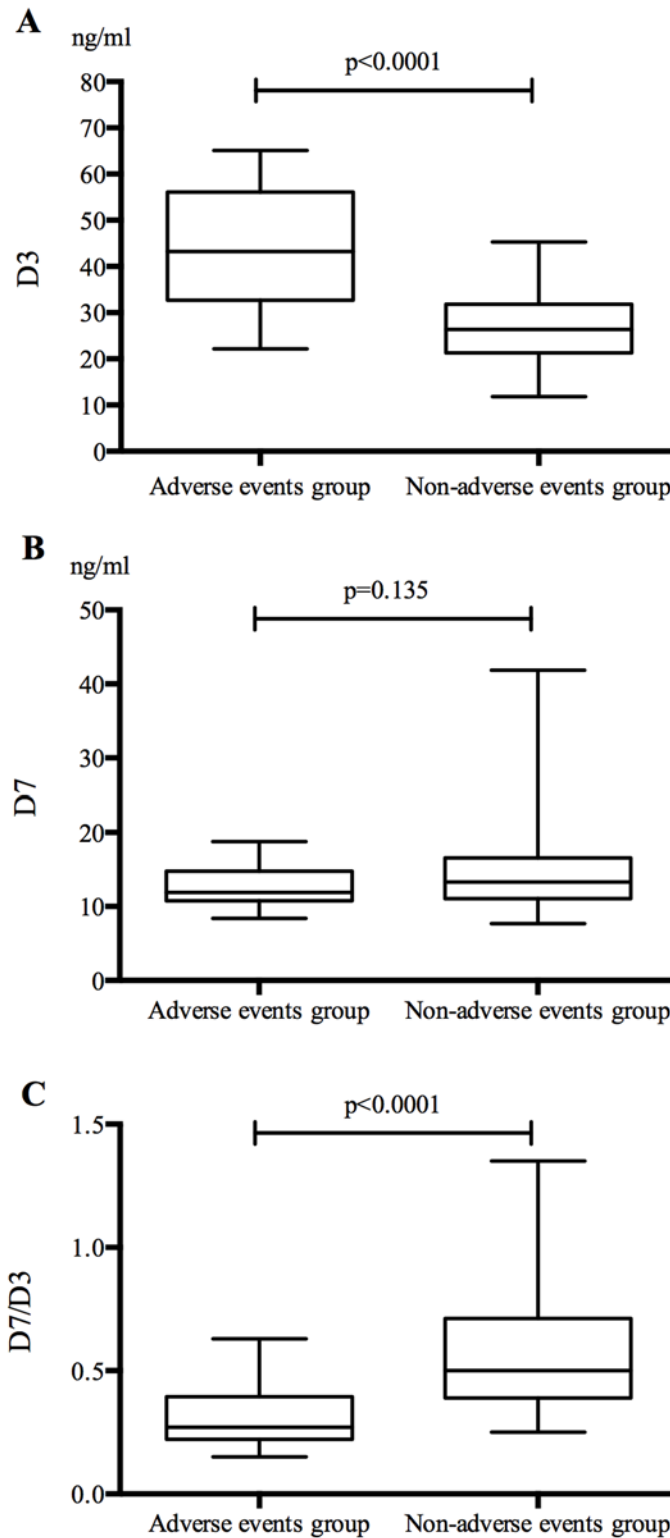 A
ng/ml
p<0.0001
80
70
60
50
40
30
20
10
0
D3
Adverse events group Non-adverse events group
B
ng/ml
p=0.135
50
40
30
20
10
0
D7
Adverse events group Non-adverse events group
C
p<0.0001
1.5
1.0
0.5
0.0
D7/D3
Adverse events group Non-adverse events group